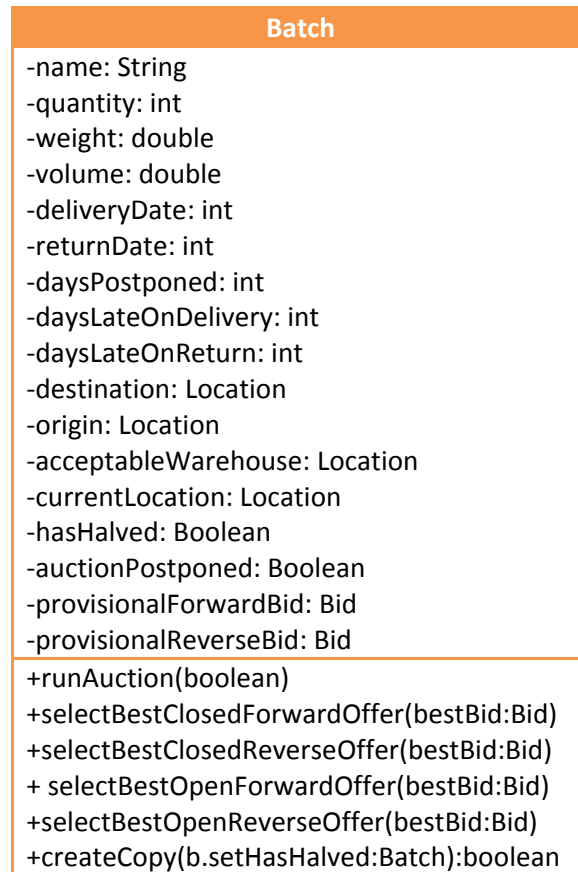 Batch
-name: String
-quantity: int
-weight: double
-volume: double
-deliveryDate: int
-returnDate: int
-daysPostponed: int
-daysLateOnDelivery: int
-daysLateOnReturn: int
-destination: Location
-origin: Location
-acceptableWarehouse: Location
-currentLocation: Location
-hasHalved: Boolean
-auctionPostponed: Boolean
-provisionalForwardBid: Bid
-provisionalReverseBid: Bid
+runAuction(boolean)
+selectBestClosedForwardOffer(bestBid:Bid)
+selectBestClosedReverseOffer(bestBid:Bid)
+ selectBestOpenForwardOffer(bestBid:Bid)
+selectBestOpenReverseOffer(bestBid:Bid)
+createCopy(b.setHasHalved:Batch):boolean